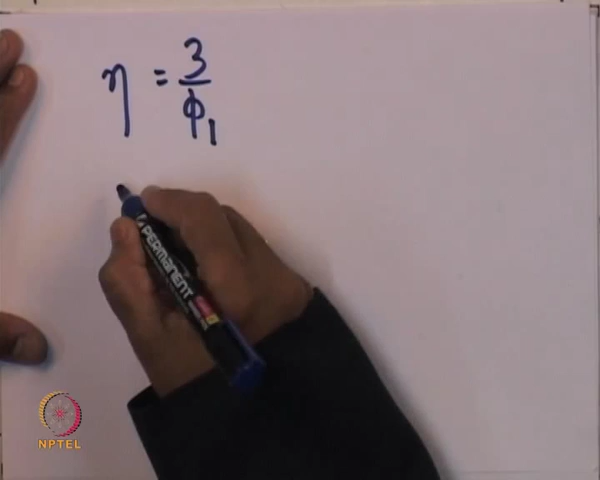 η = 3/ϕ₁
PERMANENT
NPTEL